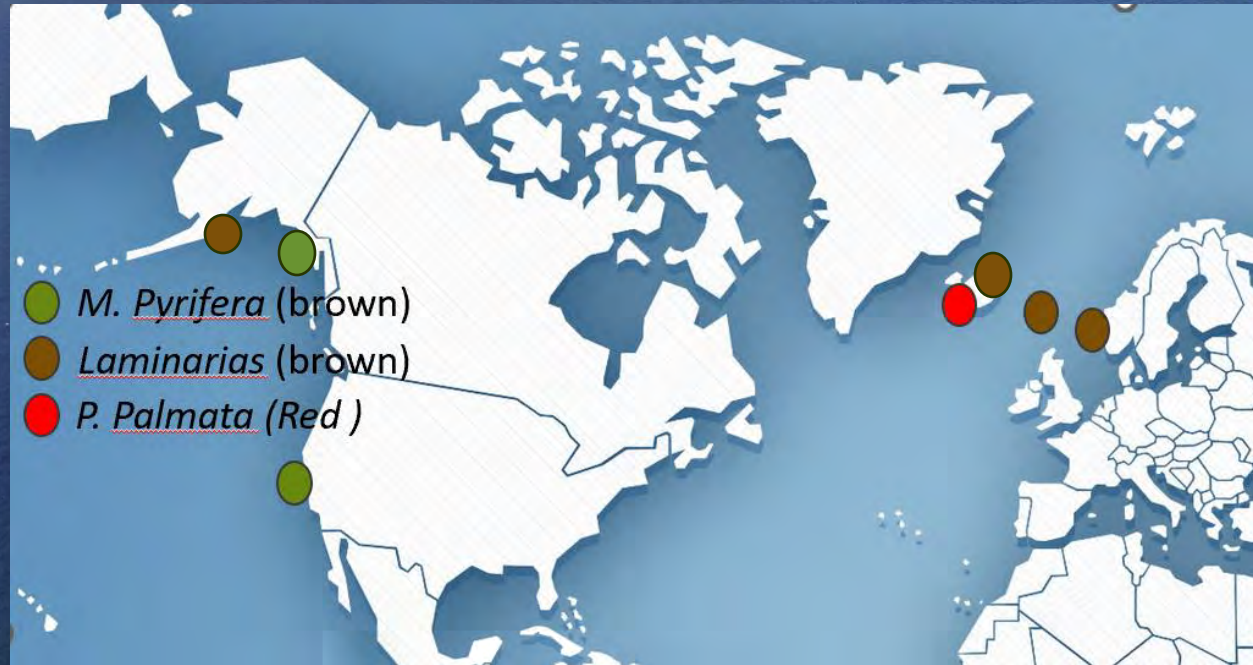 M. Pyrifera (brown)
Laminarias (brown)
P. Palmata (Red )